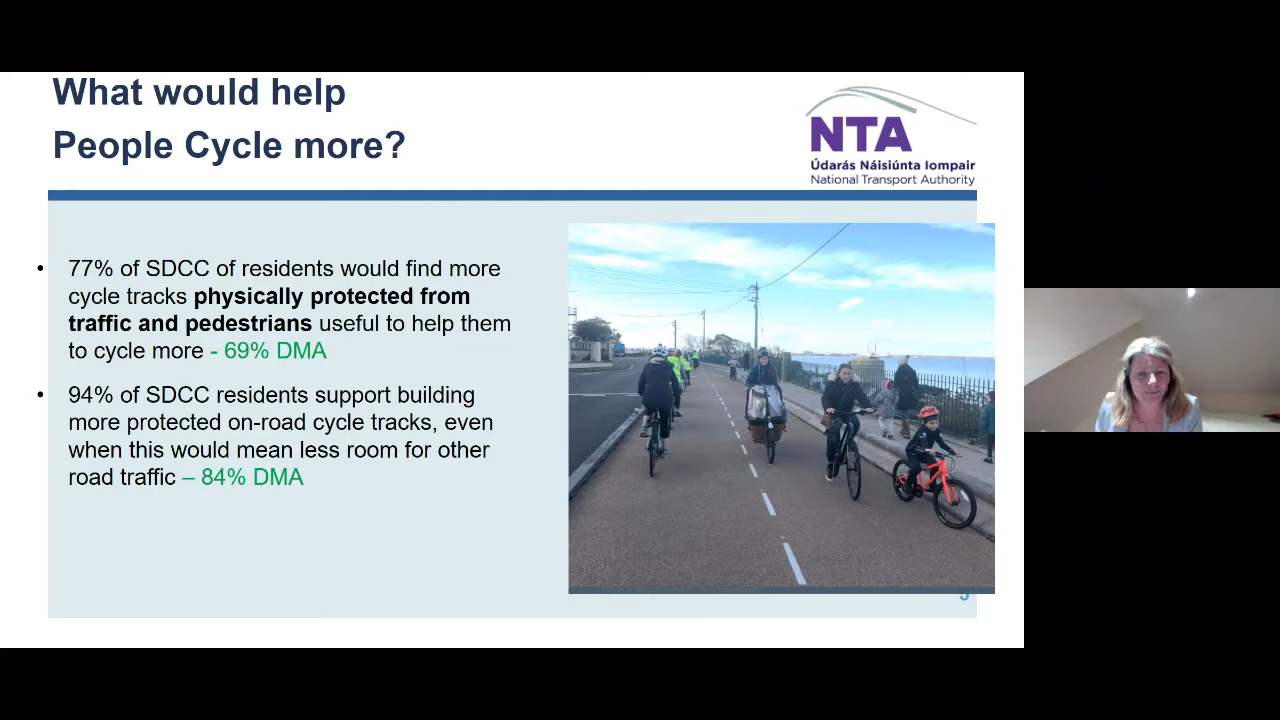 What would help
People Cycle more?
NTA
Údarás Náisiúnta Iompair
National Transport Authority
• 77% of SDCC of residents would find more
cycle tracks physically protected from
traffic and pedestrians useful to help them
to cycle more - 69% DMA
• 94% of SDCC residents support building
more protected on-road cycle tracks, even
when this would mean less room for other
road traffic – 84% DMA